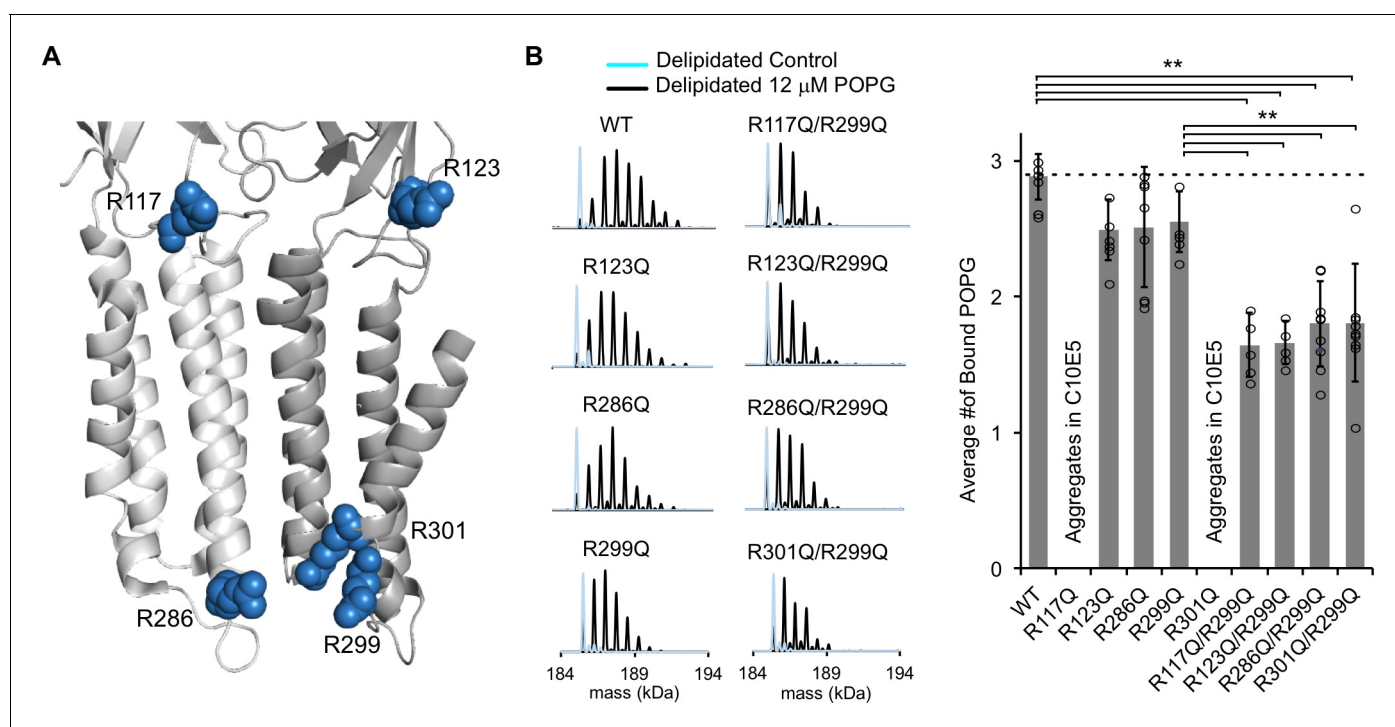 A
R117
R123
R286
R299
R301
B
Delipidated Control
Delipidated 12 μM POPG
WT
R117Q/R299Q
R123Q
R123Q/R299Q
R286Q
R286Q/R299Q
R299Q
R301Q/R299Q
184 189 194
mass (kDa)
184 189 194
mass (kDa)
**
**
Average #of Bound POPG
3
2
1
0
Aggregates in C10E5
Aggregates in C10E5
WT
R117Q
R123Q
R286Q
R299Q
R301Q
R117Q/R299Q
R123Q/R299Q
R286Q/R299Q
R301Q/R299Q